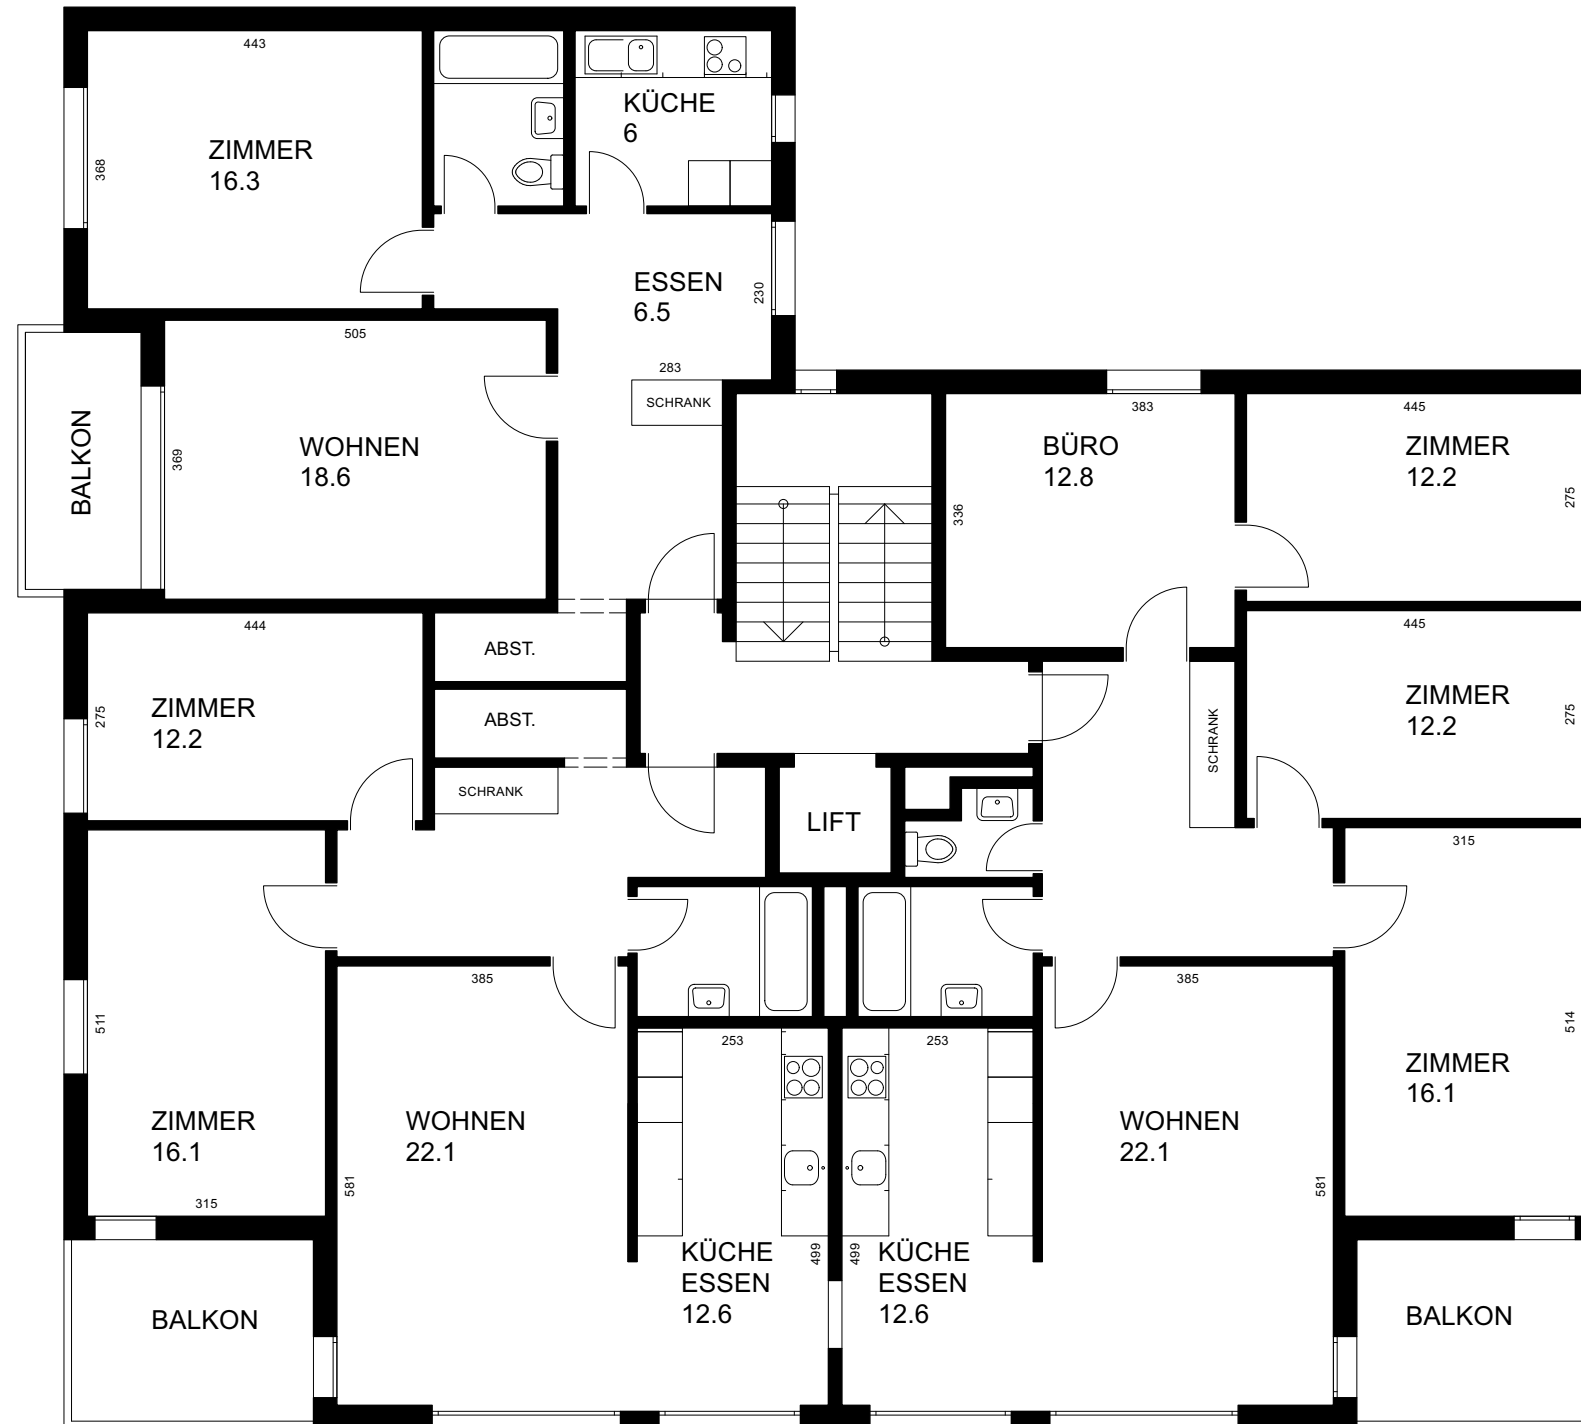 443
KÜCHE
6
ZIMMER
16.3
368
ESSEN
6.5
230
505
283
SCHRANK
BALKON
WOHNEN
18.6
369
383
445
BÜRO
12.8
ZIMMER
12.2
336
275
444
ABST.
445
ZIMMER
12.2
275
ABST.
ZIMMER
12.2
275
SCHRANK
SCHRANK
LIFT
315
385
385
511
514
253
253
ZIMMER
16.1
ZIMMER
16.1
WOHNEN
22.1
WOHNEN
22.1
315
581
581
499
499
KÜCHE
ESSEN
12.6
KÜCHE
ESSEN
12.6
BALKON
BALKON